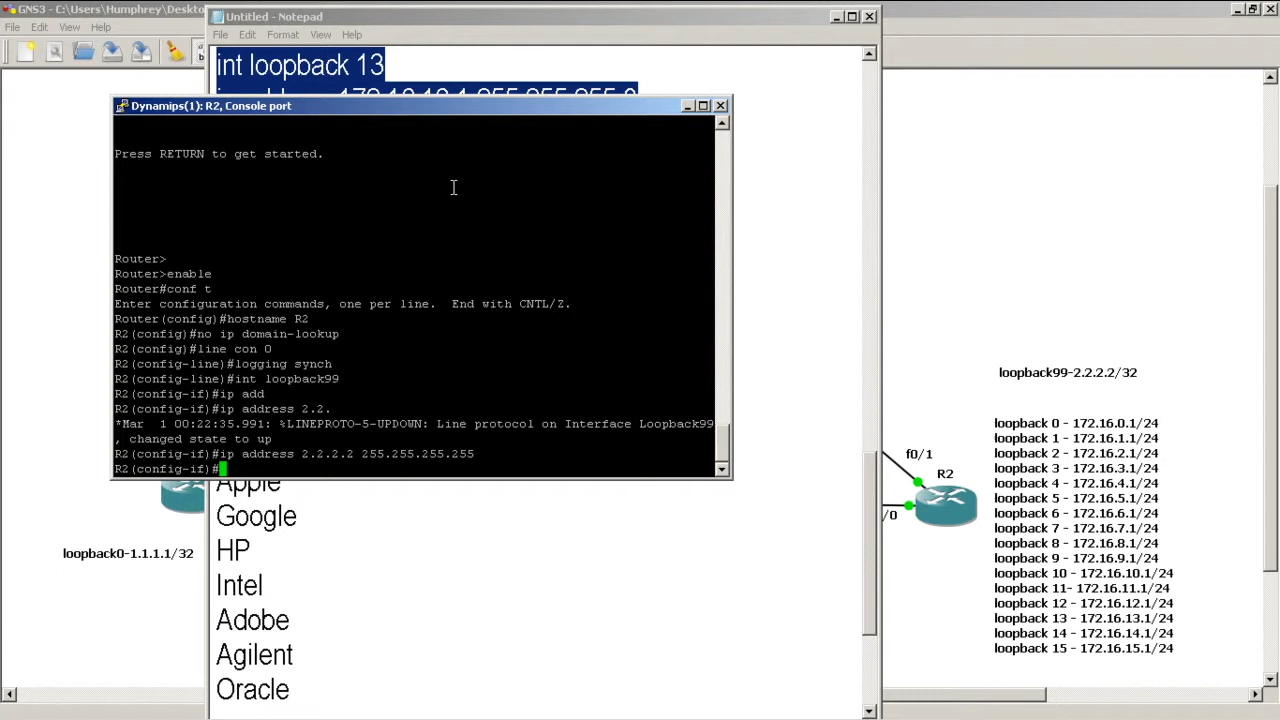 GNS3 - C:\Users\Humphrey\Deskto
File Edit View Help
Untitled - Notepad
File Edit Format View Help
int loopback 13
Dynamips(1): R2, Console port
Press RETURN to get started.
Router>
Router>enable
Router#conf t
Enter configuration commands, one per line.  End with CNTL/Z.
Router(config)#hostname R2
R2(config)#no ip domain-lookup
R2(config)#line con 0
R2(config-line)#logging synch
R2(config-line)#int loopback99
R2(config-if)#ip add
R2(config-if)#ip address 2.2.
*Mar  1 00:22:35.991: %LINEPROTO-5-UPDOWN: Line protocol on Interface Loopback99
, changed state to up
R2(config-if)#ip address 2.2.2.2 255.255.255.255
R2(config-if)#
Apple
Google
HP
Intel
Adobe
Agilent
Oracle
loopback0-1.1.1.1/32
f0/1
R2
/0
loopback99-2.2.2.2/32
loopback 0 - 172.16.0.1/24
loopback 1 - 172.16.1.1/24
loopback 2 - 172.16.2.1/24
loopback 3 - 172.16.3.1/24
loopback 4 - 172.16.4.1/24
loopback 5 - 172.16.5.1/24
loopback 6 - 172.16.6.1/24
loopback 7 - 172.16.7.1/24
loopback 8 - 172.16.8.1/24
loopback 9 - 172.16.9.1/24
loopback 10 - 172.16.10.1/24
loopback 11- 172.16.11.1/24
loopback 12 - 172.16.12.1/24
loopback 13 - 172.16.13.1/24
loopback 14 - 172.16.14.1/24
loopback 15 - 172.16.15.1/24